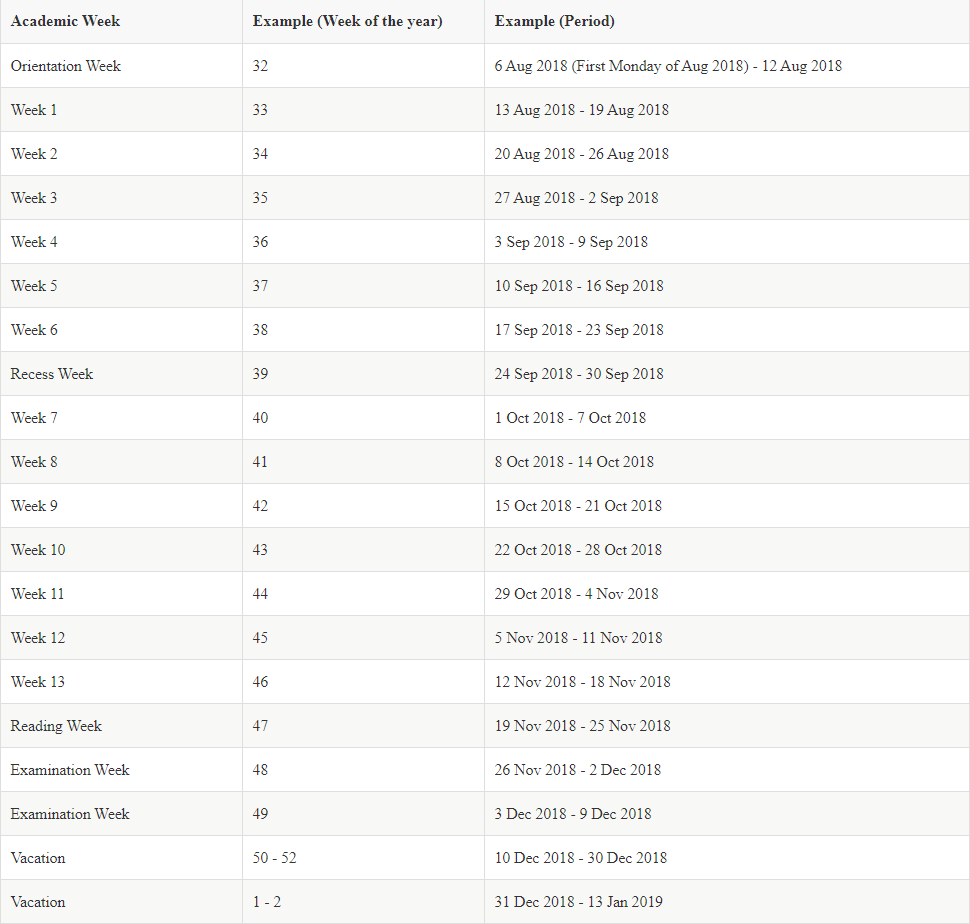 Academic Week Example (Week of the year) Example (Period)
Orientation Week 32 6 Aug 2018 (First Monday of Aug 2018) - 12 Aug 2018
Week 1 33 13 Aug 2018 - 19 Aug 2018
Week 2 34 20 Aug 2018 - 26 Aug 2018
Week 3 35 27 Aug 2018 - 2 Sep 2018
Week 4 36 3 Sep 2018 - 9 Sep 2018
Week 5 37 10 Sep 2018 - 16 Sep 2018
Week 6 38 17 Sep 2018 - 23 Sep 2018
Recess Week 39 24 Sep 2018 - 30 Sep 2018
Week 7 40 1 Oct 2018 - 7 Oct 2018
Week 8 41 8 Oct 2018 - 14 Oct 2018
Week 9 42 15 Oct 2018 - 21 Oct 2018
Week 10 43 22 Oct 2018 - 28 Oct 2018
Week 11 44 29 Oct 2018 - 4 Nov 2018
Week 12 45 5 Nov 2018 - 11 Nov 2018
Week 13 46 12 Nov 2018 - 18 Nov 2018
Reading Week 47 19 Nov 2018 - 25 Nov 2018
Examination Week 48 26 Nov 2018 - 2 Dec 2018
Examination Week 49 3 Dec 2018 - 9 Dec 2018
Vacation 50 - 52 10 Dec 2018 - 30 Dec 2018
Vacation 1 - 2 31 Dec 2018 - 13 Jan 2019